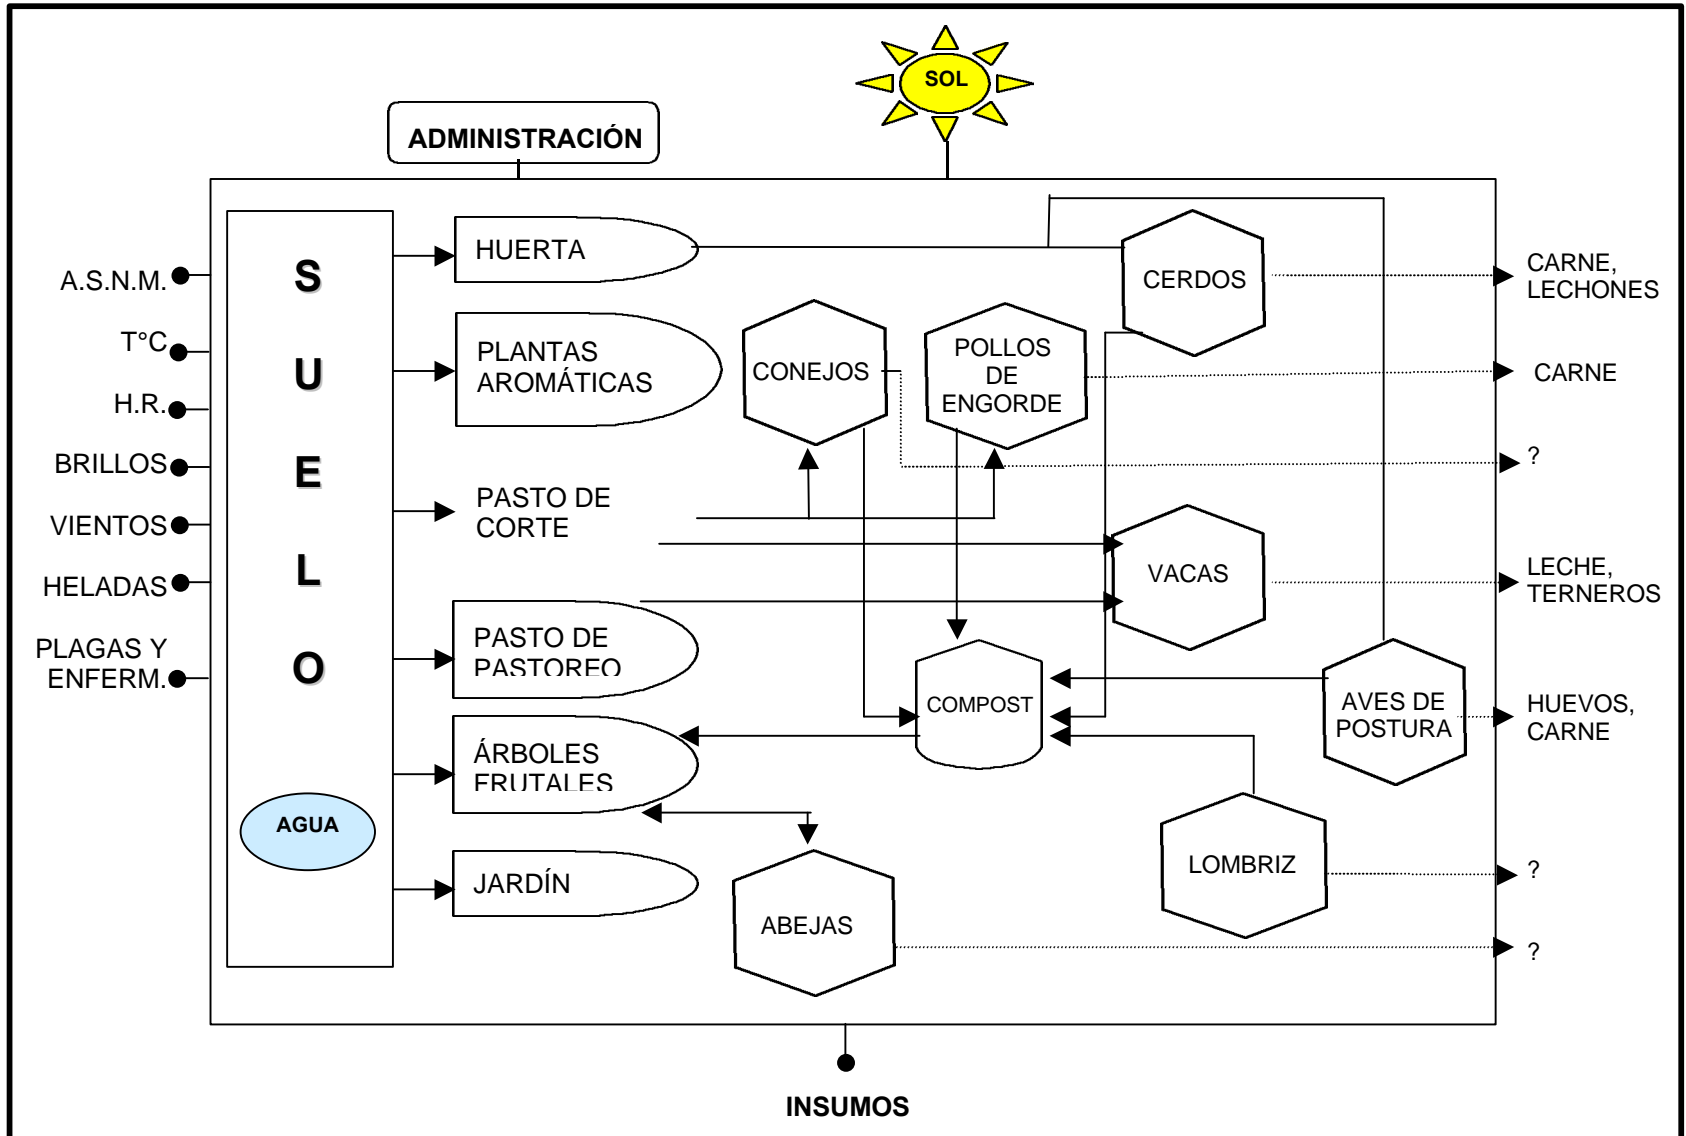 SOL
ADMINISTRACIÓN
A.S.N.M.
T°C
H.R.
BRILLOS
VIENTOS
HELADAS
PLAGAS Y
ENFERM.
S
U
E
L
O
AGUA
HUERTA
PLANTAS
AROMÁTICAS
PASTO DE
CORTE
PASTO DE
PASTOREO
ÁRBOLES
FRUTALES
JARDÍN
CONEJOS
POLLOS
DE
ENGORDE
CERDOS
VACAS
COMPOST
AVES DE
POSTURA
LOMBRIZ
ABEJAS
CARNE,
LECHONES
CARNE
?
LECHE,
TERNEROS
HUEVOS,
CARNE
?
?
INSUMOS